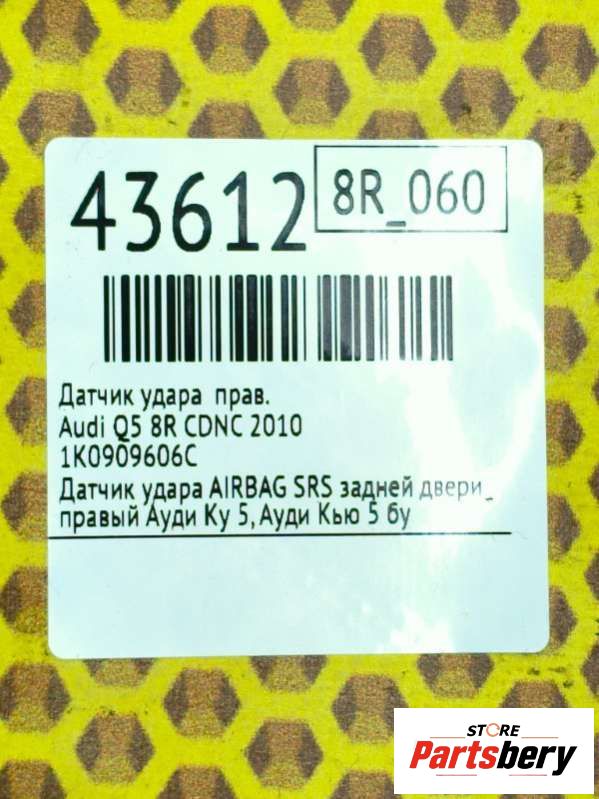 43612
8R_060
Датчик удара прав.
Audi Q5 8R CDNC 2010
1K0909606C
Датчик удара AIRBAG SRS задней двери_
правый Ауди Ку 5, Ауди Кью 5 бу
STORE
Partsbery